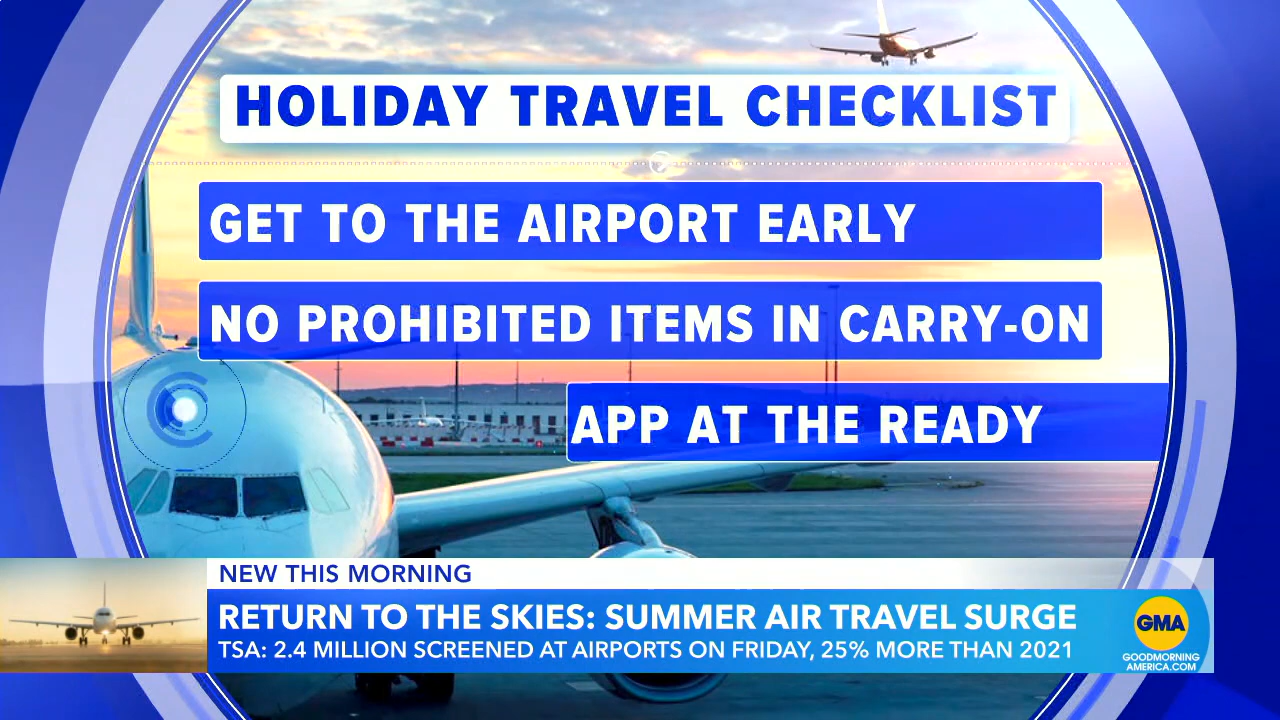 HOLIDAY TRAVEL CHECKLIST
GET TO THE AIRPORT EARLY
NO PROHIBITED ITEMS IN CARRY-ON
APP AT THE READY
NEW THIS MORNING
RETURN TO THE SKIES: SUMMER AIR TRAVEL SURGE
TSA: 2.4 MILLION SCREENED AT AIRPORTS ON FRIDAY, 25% MORE THAN 2021
GMA
GOODMORNING
AMERICA.COM